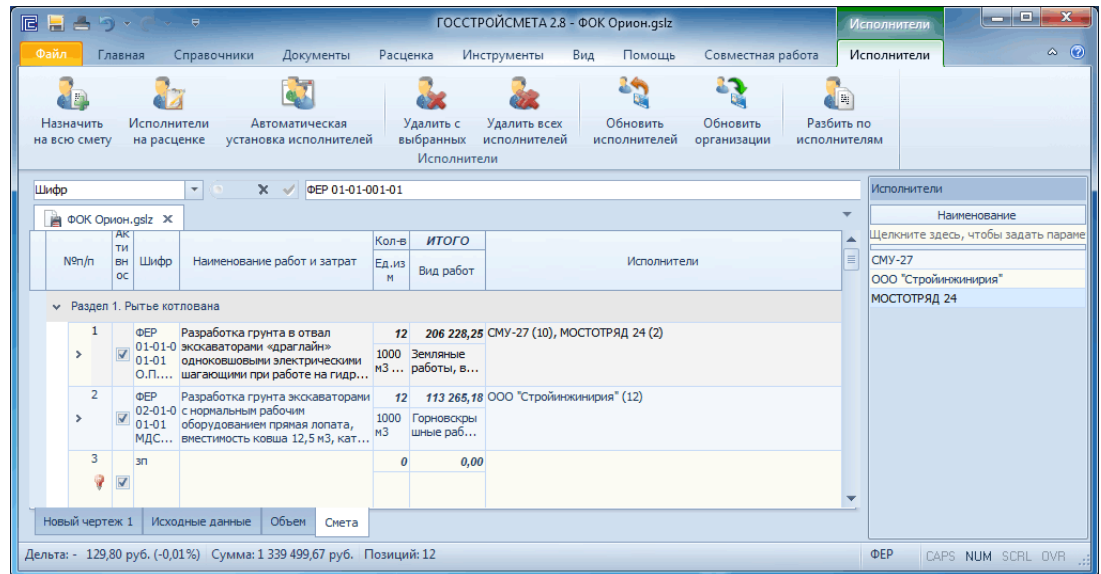 ГОССТРОЙСМЕТА 2.8 - ФОК Орион.gslz
Исполнители
Файл Главная Справочники Документы Расценка Инструменты Вид Помощь Совместная работа Исполнители
Назначить на всю смету
Исполнители на расценке
Автоматическая установка исполнителей
Удалить с выбранных
Удалить всех исполнителей
Обновить исполнителей
Обновить организации
Разбить по исполнителям
Исполнители
Шифр
ФЕР 01-01-001-01
ФОК Орион.gslz
№п/п
АК
ти
вн
ос
Шифр
Наименование работ и затрат
Кол-в
Ед.из
м
ИТОГО
Вид работ
Исполнители
Раздел 1. Рытье котлована
1
ФЕР
01-01-0
01-01
О.П....
Разработка грунта в отвал
экскаваторами «драглайн»
одноковшовыми электрическими
шагающими при работе на гидр...
12
1000
м3 ...
206 228,25
Земляные
работы, в...
СМУ-27 (10), МОСТОТРЯД 24 (2)
2
ФЕР
02-01-0
01-01
МДС...
Разработка грунта экскаваторами
с нормальным рабочим
оборудованием прямая лопата,
вместимость ковша 12,5 м3, кат...
12
1000
м3
113 265,18
Горновскры
шные раб...
ООО "Стройинжинирия" (12)
3
зп
0
0,00
Исполнители
Наименование
Щелкните здесь, чтобы задать параме
СМУ-27
ООО "Стройинжинирия"
МОСТОТРЯД 24
Новый чертеж 1 Исходные данные Объем Смета
Дельта: - 129,80 руб. (-0,01%) Сумма: 1 339 499,67 руб. Позиций: 12
ФЕР CAPS NUM SCRL OVR